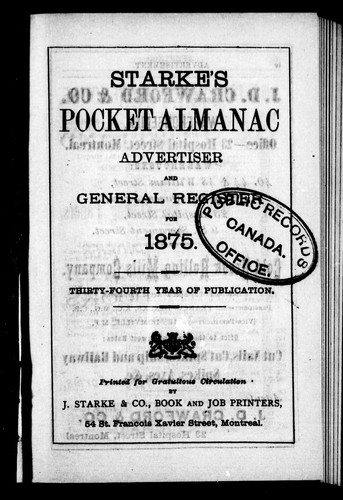 STARKE'S
POCKET ALMANAC
ADVERTISER
AND
GENERAL REGISTER
FOR
1875.
PUBLIC RECORDS
CANADA.
OFFICE.
THIRTY-FOURTH YEAR OF PUBLICATION.
Printed for Gratuitous Circulation
BY
J. STARKE & CO., BOOK AND JOB PRINTERS,
54 St. Francois Xavier Street, Montreal.